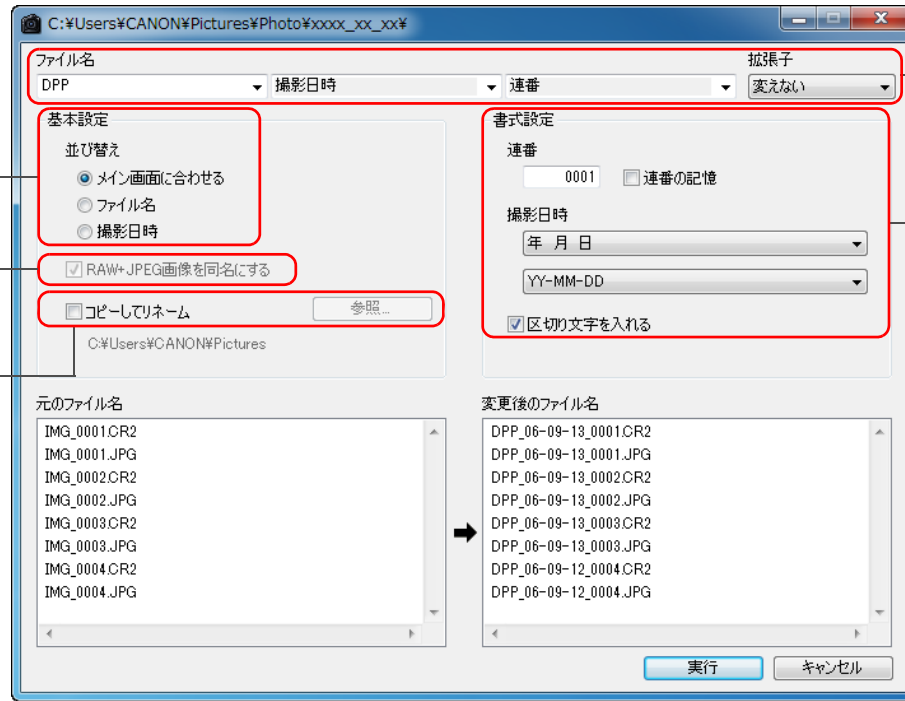 C:¥Users¥CANON¥Pictures¥Photo¥xxxx_xx_xx¥
ファイル名 拡張子
DPP 撮影日時 連番 変えない
基本設定
並び替え
メイン画面に合わせる
ファイル名
撮影日時
RAW+JPEG画像を同名にする
コピーしてリネーム 参照...
C:¥Users¥CANON¥Pictures
書式設定
連番
0001 連番の記憶
撮影日時
年 月 日
YY-MM-DD
区切り文字を入れる
元のファイル名
IMG_0001.CR2
IMG_0001.JPG
IMG_0002.CR2
IMG_0002.JPG
IMG_0003.CR2
IMG_0003.JPG
IMG_0004.CR2
IMG_0004.JPG
変更後のファイル名
DPP_06-09-13_0001.CR2
DPP_06-09-13_0001.JPG
DPP_06-09-13_0002.CR2
DPP_06-09-13_0002.JPG
DPP_06-09-13_0003.CR2
DPP_06-09-13_0003.JPG
DPP_06-09-12_0004.CR2
DPP_06-09-12_0004.JPG
実行 キャンセル